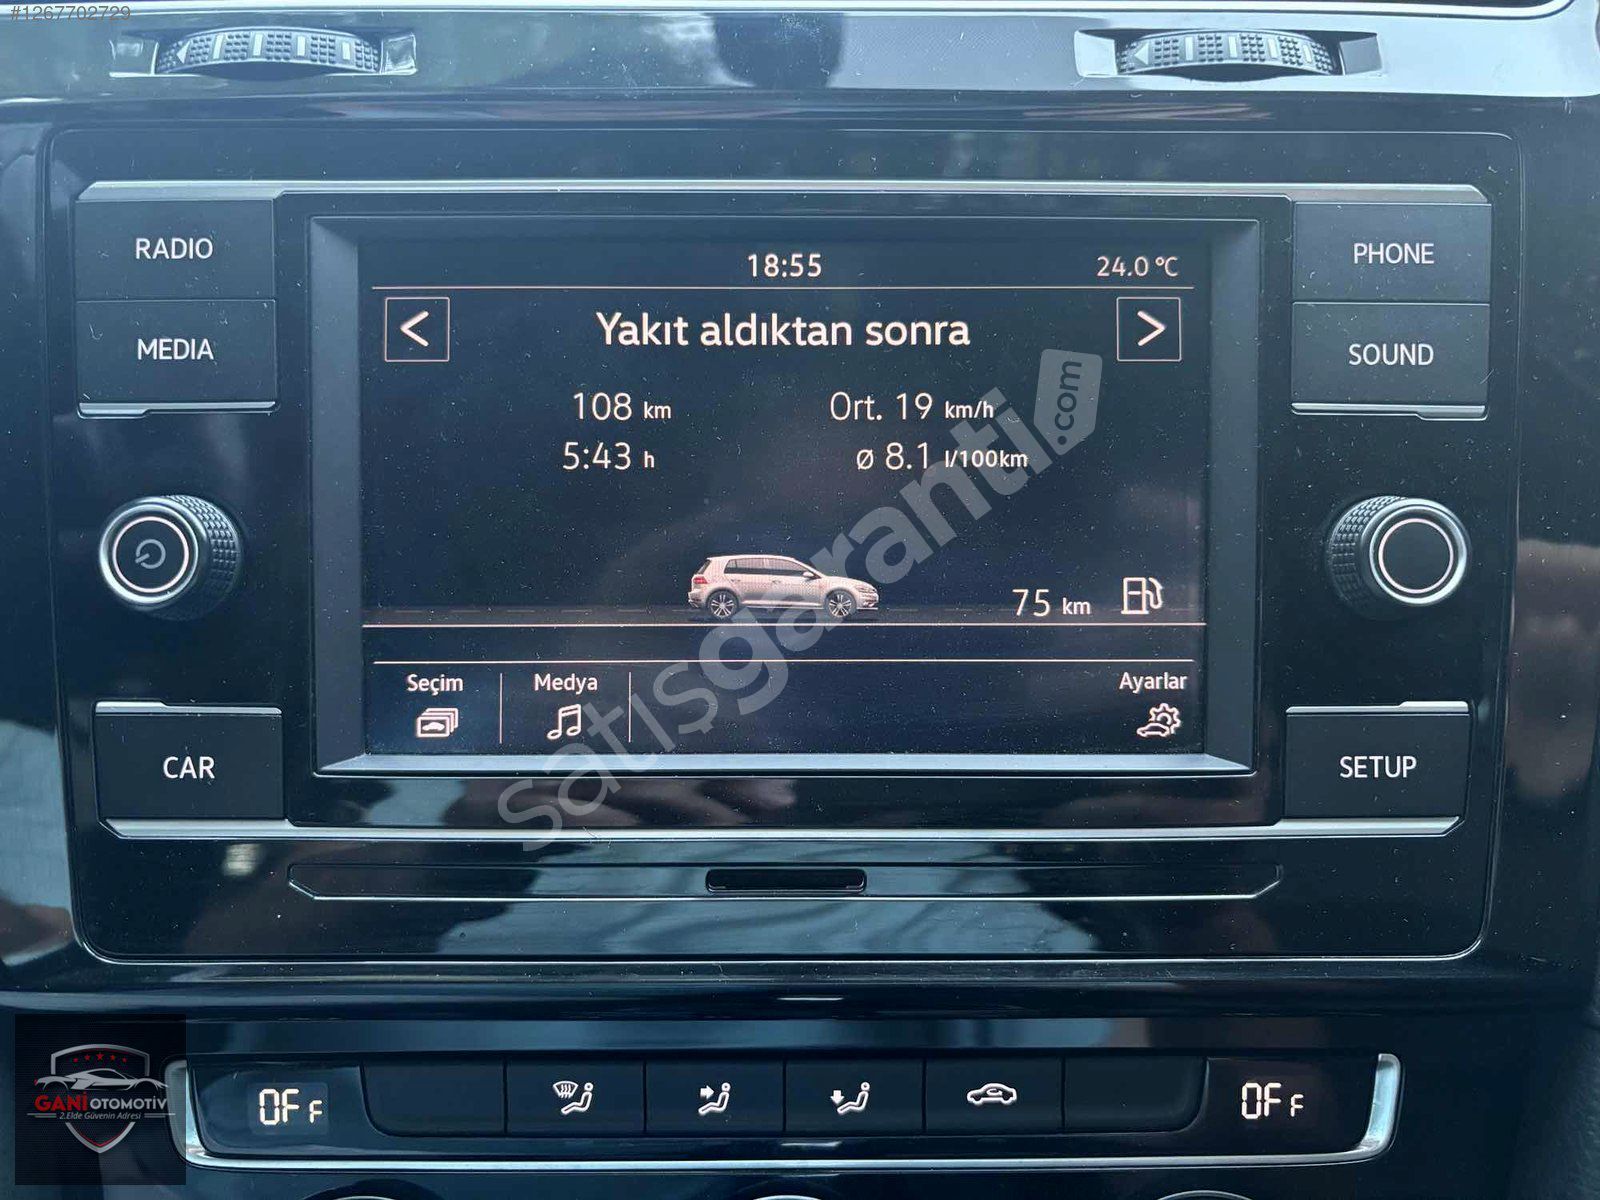 #1267702729
RADIO
MEDIA
CAR
18:55
24.0 °C
<
Yakıt aldıktan sonra
>
108 km
Ort. 19 km/h
5:43 h
ø 8.1 l/100km
75 km
Seçim
Medya
Ayarlar
PHONE
SOUND
SETUP
satışgaranti.com
OFF
OFF
GANİ OTOMOTİV
2.Elde Güvenin Adresi